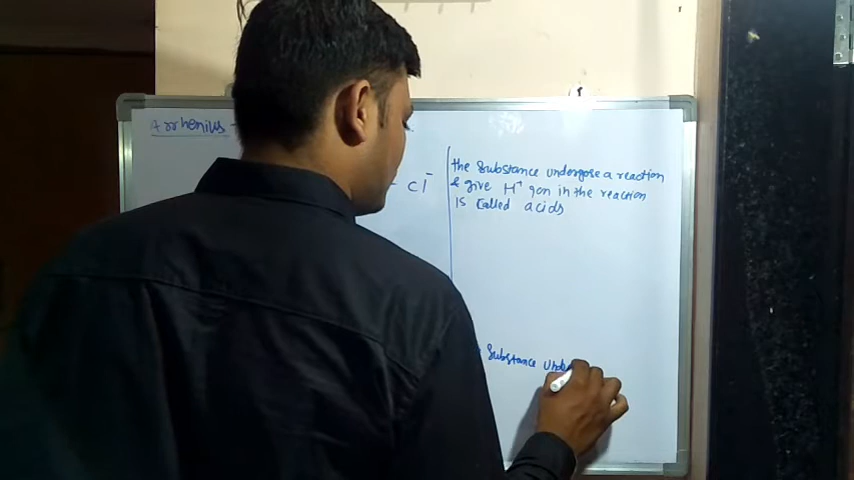 Arrhenius
Cl⁻
the Substance undergose a reaction
& give H⁺ ion in the reaction
is called acids
Substance Unde